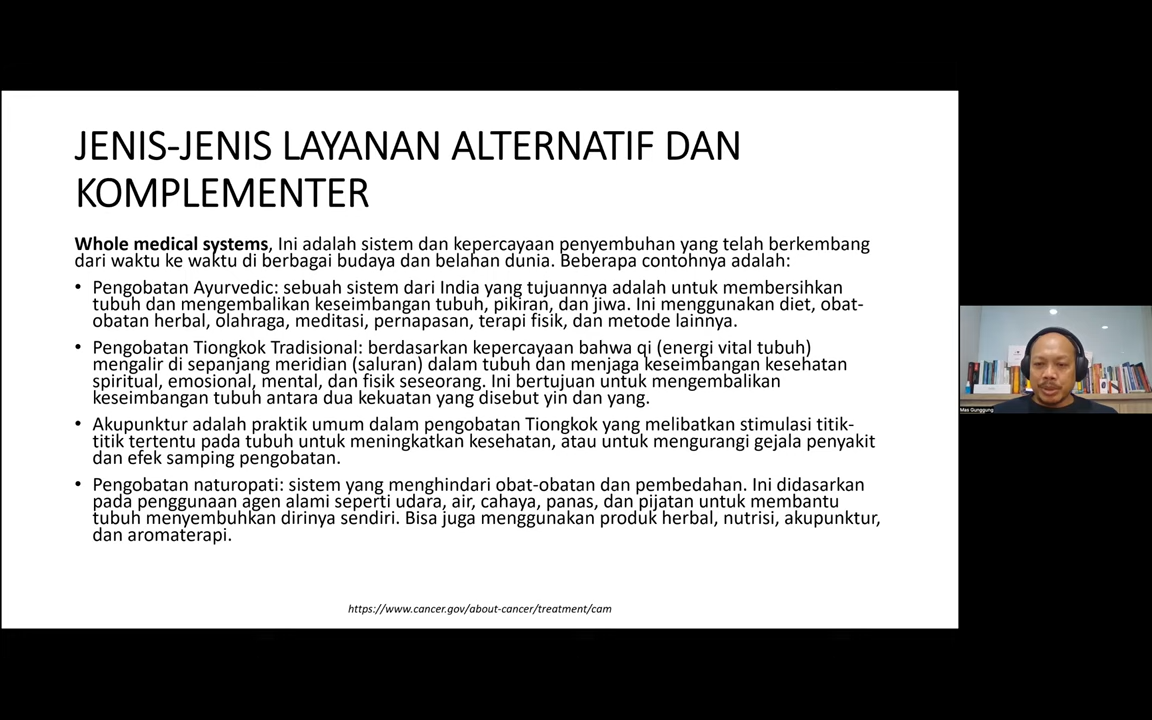 JENIS-JENIS LAYANAN ALTERNATIF DAN
KOMPLEMENTER
Whole medical systems, Ini adalah sistem dan kepercayaan penyembuhan yang telah berkembang
dari waktu ke waktu di berbagai budaya dan belahan dunia. Beberapa contohnya adalah:
• Pengobatan Ayurvedic: sebuah sistem dari India yang tujuannya adalah untuk membersihkan
tubuh dan mengembalikan keseimbangan tubuh, pikiran, dan jiwa. Ini menggunakan diet, obat-
obatan herbal, olahraga, meditasi, pernapasan, terapi fisik, dan metode lainnya.
• Pengobatan Tiongkok Tradisional: berdasarkan kepercayaan bahwa qi (energi vital tubuh)
mengalir di sepanjang meridian (saluran) dalam tubuh dan menjaga keseimbangan kesehatan
spiritual, emosional, mental, dan fisik seseorang. Ini bertujuan untuk mengembalikan
keseimbangan tubuh antara dua kekuatan yang disebut yin dan yang.
• Akupunktur adalah praktik umum dalam pengobatan Tiongkok yang melibatkan stimulasi titik-
titik tertentu pada tubuh untuk meningkatkan kesehatan, atau untuk mengurangi gejala penyakit
dan efek samping pengobatan.
• Pengobatan naturopati: sistem yang menghindari obat-obatan dan pembedahan. Ini didasarkan
pada penggunaan agen alami seperti udara, air, cahaya, panas, dan pijatan untuk membantu
tubuh menyembuhkan dirinya sendiri. Bisa juga menggunakan produk herbal, nutrisi, akupunktur,
dan aromaterapi.
https://www.cancer.gov/about-cancer/treatment/cam
Mas Gunggung